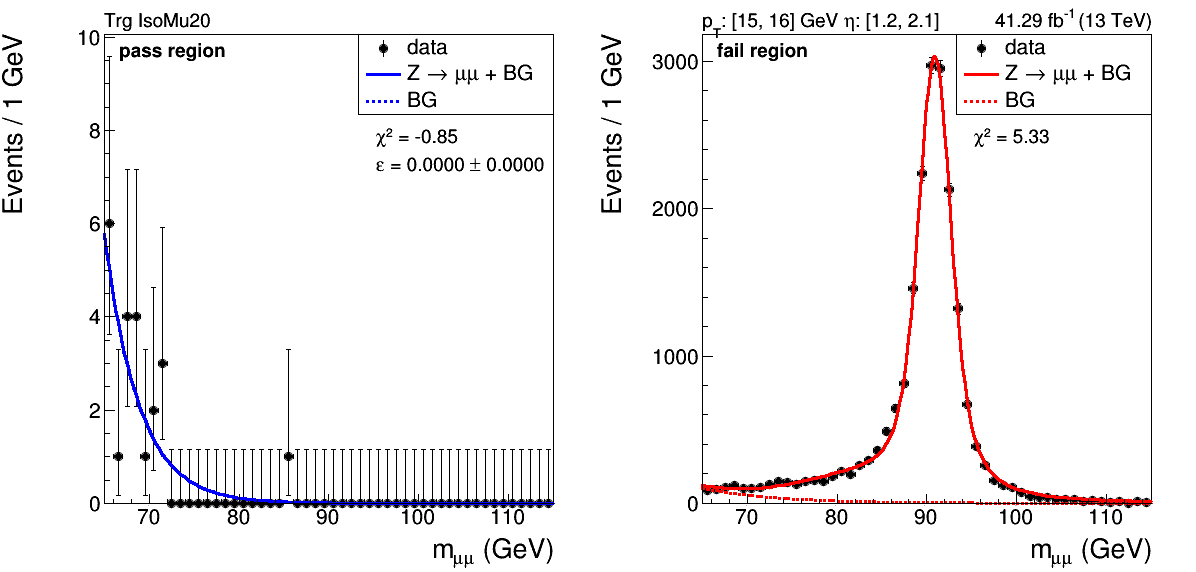 Trg IsoMu20
pass region
data
Z → μμ + BG
BG
χ² = -0.85
ε = 0.0000 ± 0.0000
Events / 1 GeV
10
8
6
4
2
0
70 80 90 100 110
mμμ (GeV)
pT: [15, 16] GeV η: [1.2, 2.1] 41.29 fb⁻¹ (13 TeV)
fail region
data
Z → μμ + BG
BG
χ² = 5.33
Events / 1 GeV
3000
2000
1000
0
70 80 90 100 110
mμμ (GeV)